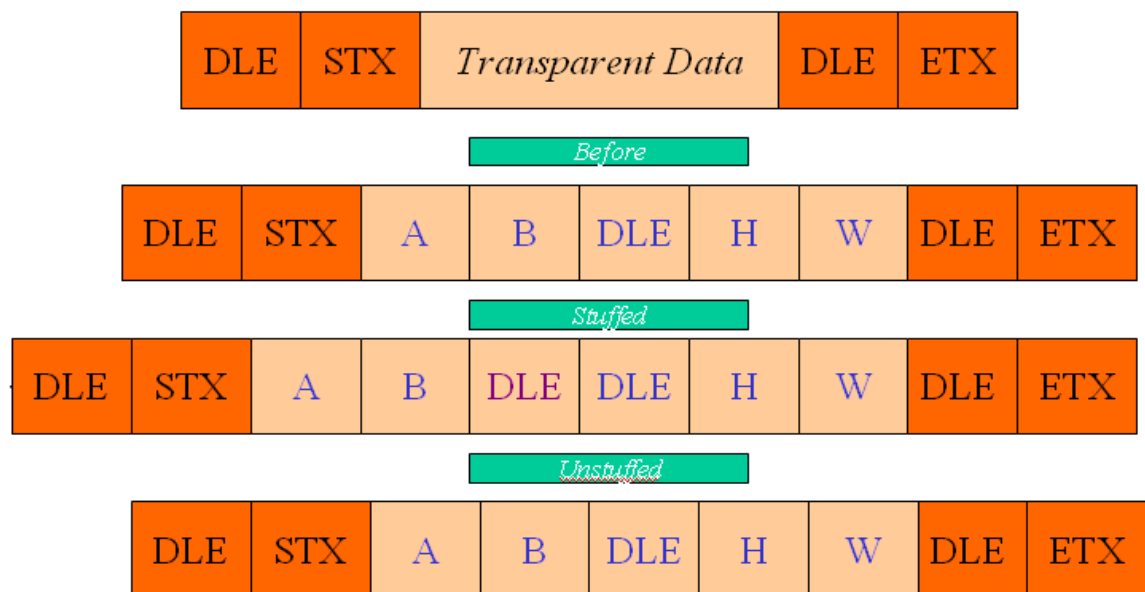 DLE STX Transparent Data DLE ETX
Before
DLE STX A B DLE H W DLE ETX
Stuffed
DLE STX A B DLE DLE H W DLE ETX
Unstuffed
DLE STX A B DLE H W DLE ETX